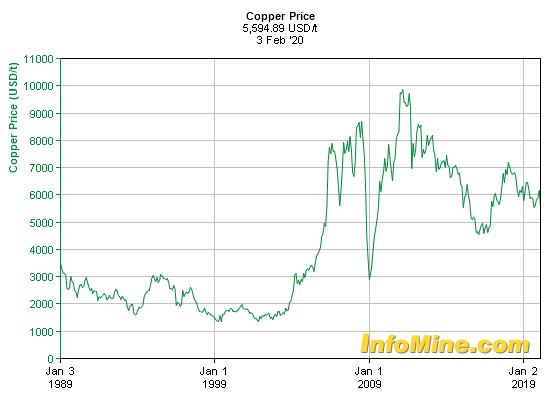 Copper Price
5,594.89 USD/t
3 Feb '20
Copper Price (USD/t)
11000
10000
9000
8000
7000
6000
5000
4000
3000
2000
1000
0
Jan 3
1989
Jan 1
1999
Jan 1
2009
Jan 2
2019
InfoMine.com